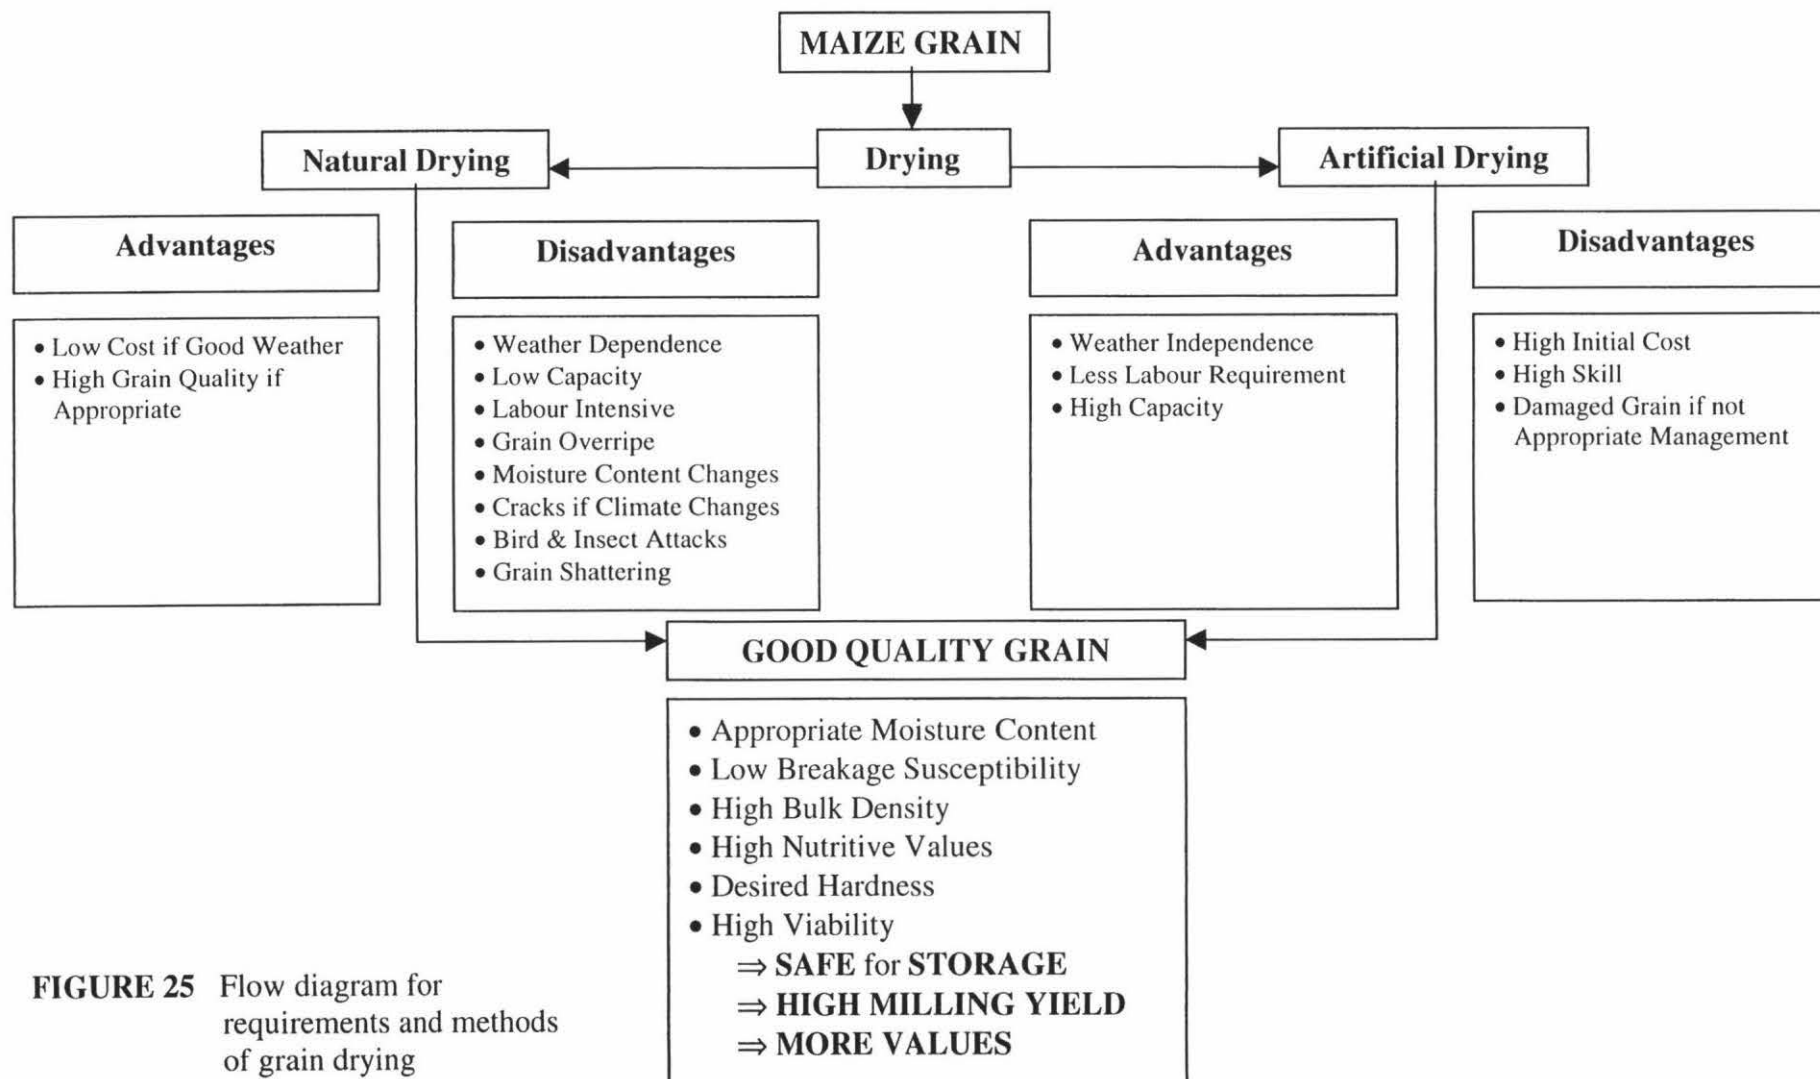 MAIZE GRAIN
Natural Drying
Drying
Artificial Drying
Advantages
• Low Cost if Good Weather
• High Grain Quality if
Appropriate
Disadvantages
• Weather Dependence
• Low Capacity
• Labour Intensive
• Grain Overripe
• Moisture Content Changes
• Cracks if Climate Changes
• Bird & Insect Attacks
• Grain Shattering
Advantages
• Weather Independence
• Less Labour Requirement
• High Capacity
Disadvantages
• High Initial Cost
• High Skill
• Damaged Grain if not
Appropriate Management
GOOD QUALITY GRAIN
• Appropriate Moisture Content
• Low Breakage Susceptibility
• High Bulk Density
• High Nutritive Values
• Desired Hardness
• High Viability
⇒ SAFE for STORAGE
⇒ HIGH MILLING YIELD
⇒ MORE VALUES
FIGURE 25 Flow diagram for
requirements and methods
of grain drying